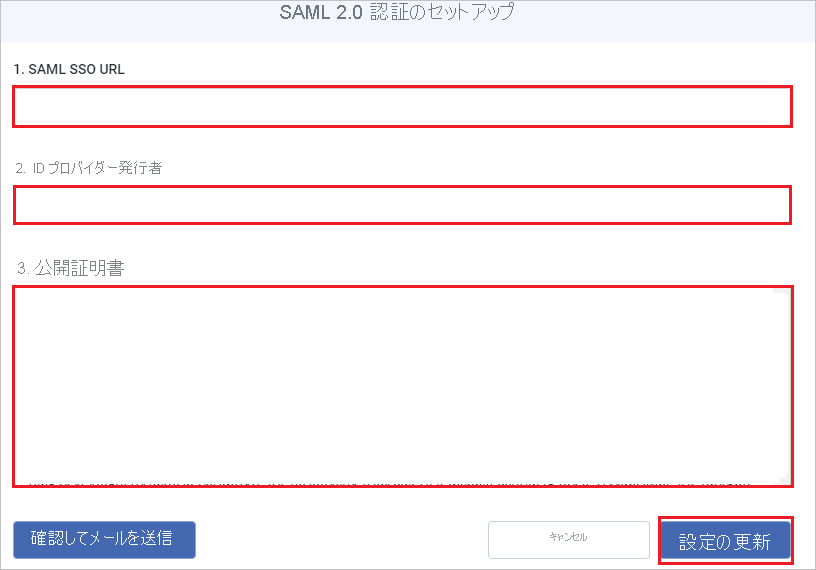 SAML 2.0 認証のセットアップ
1. SAML SSO URL
2. ID プロバイダー発行者
3. 公開証明書
確認してメールを送信
キャンセル
設定の更新